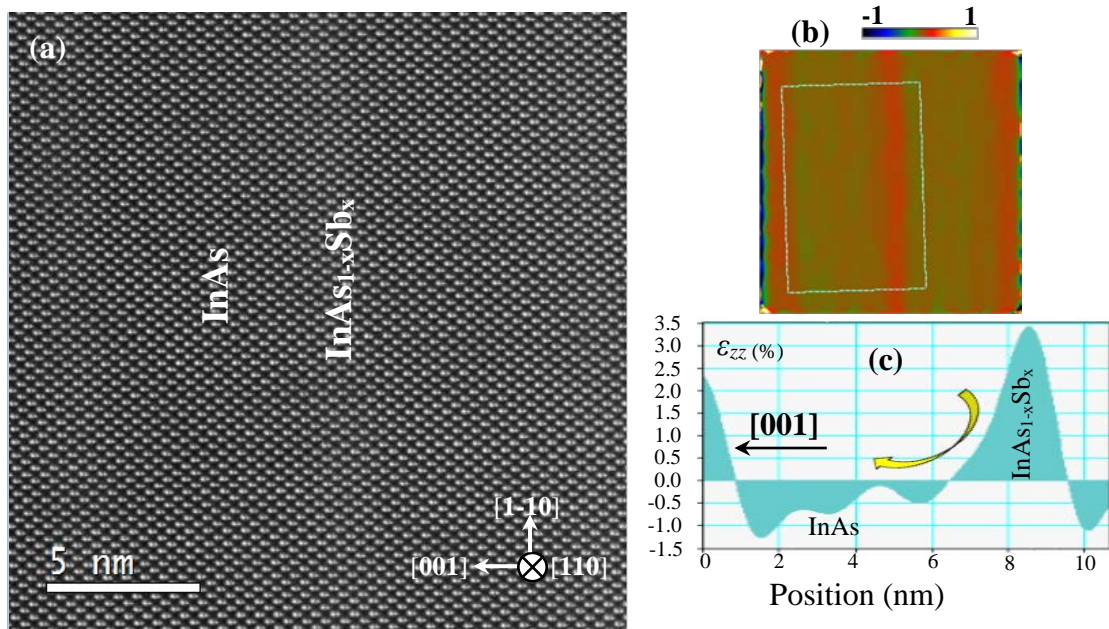 (a)
InAs
InAs1-xSbx
5 nm
[1-10]
[001]
[110]
(b)
-1
1
3.5
3.0
2.5
2.0
1.5
1.0
0.5
0.0
-0.5
-1.0
-1.5
εzz (%)
(c)
[001]
InAs
InAs1-xSbx
0
2
4
6
8
10
Position (nm)